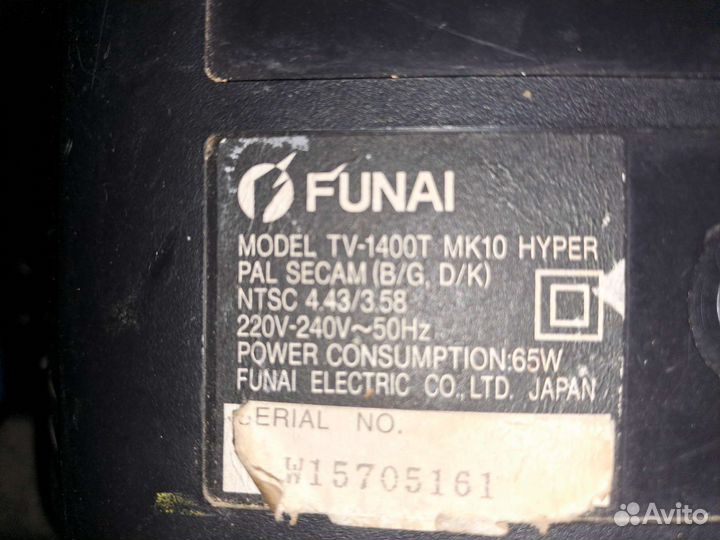 FUNAI
MODEL TV-1400T MK10 HYPER
PAL SECAM (B/G, D/K)
NTSC 4.43/3.58
220V-240V~50Hz
POWER CONSUMPTION:65W
FUNAI ELECTRIC CO., LTD. JAPAN
SERIAL NO.
W15705161
Avito